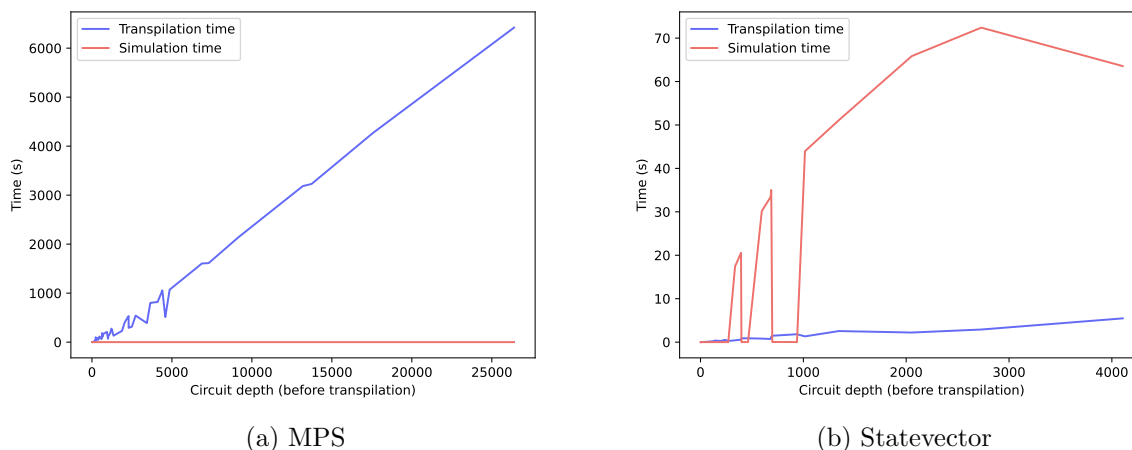 Transpilation time
Simulation time
6000
5000
4000
3000
2000
1000
0
Time (s)
0
5000
10000
15000
20000
25000
Circuit depth (before transpilation)
(a) MPS
Transpilation time
Simulation time
70
60
50
40
30
20
10
0
Time (s)
0
1000
2000
3000
4000
Circuit depth (before transpilation)
(b) Statevector